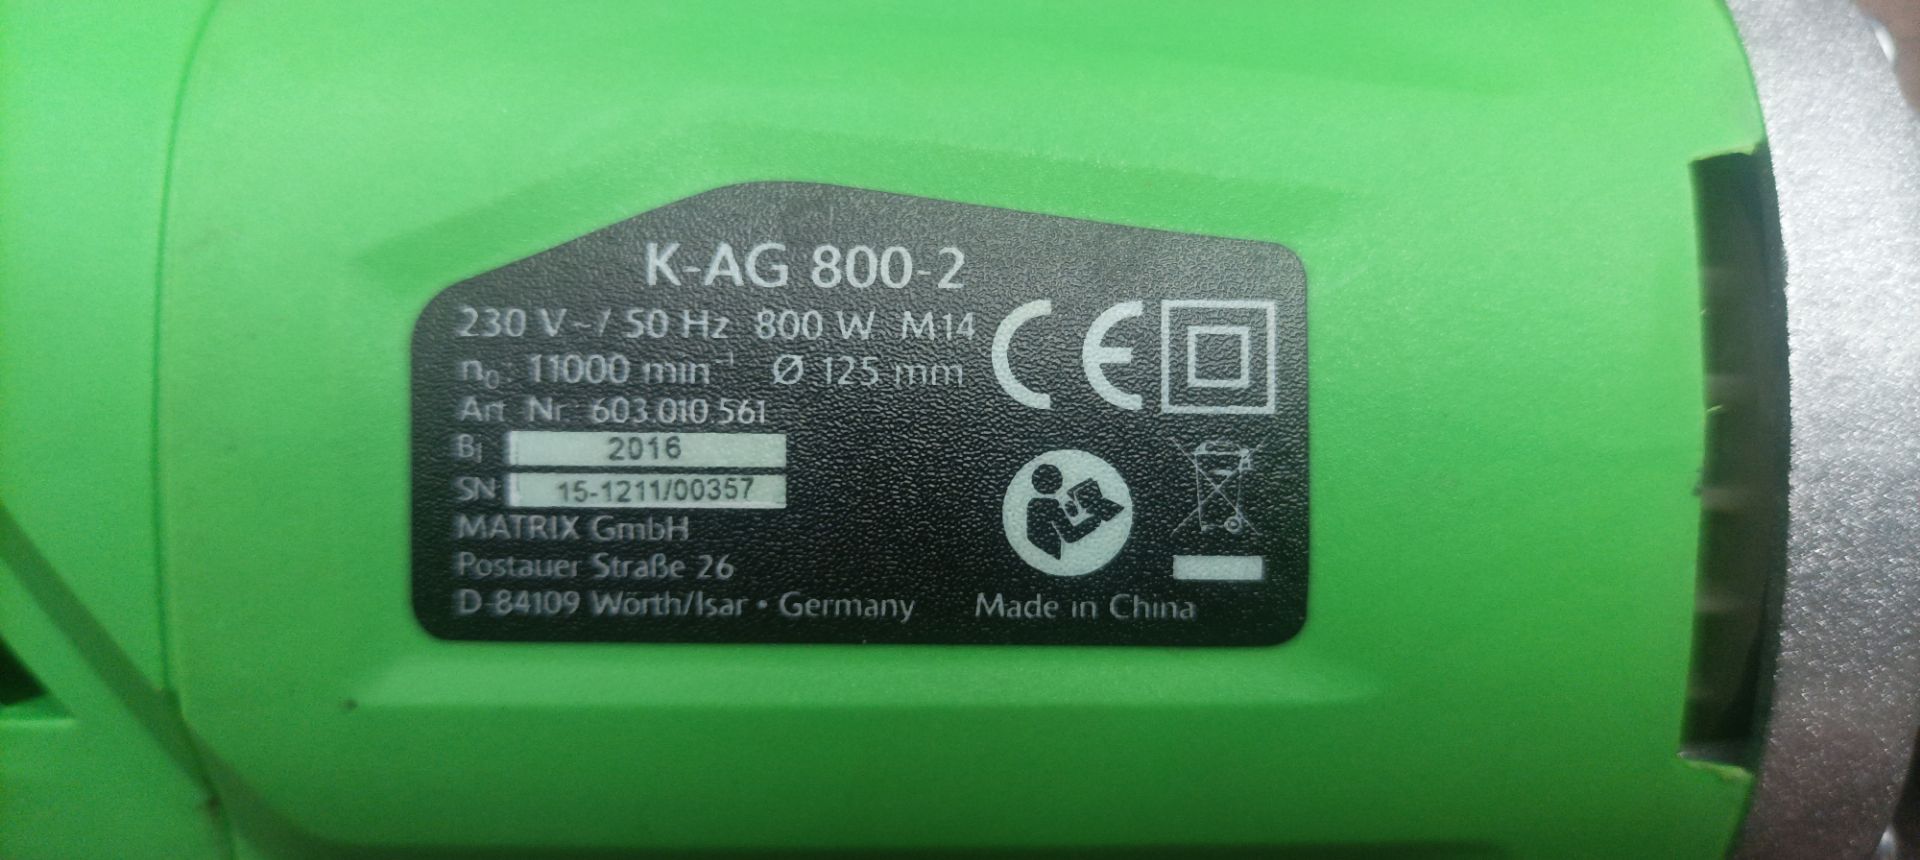 K-AG 800-2
230 V~/ 50 Hz 800 W M14
n₀: 11000 min⁻¹ Ø 125 mm
Art. Nr.: 603.010.561
Bj 2016
SN 15-1211/00357
MATRIX GmbH
Postauer Straße 26
D-84109 Wörth/Isar • Germany
Made in China
CE